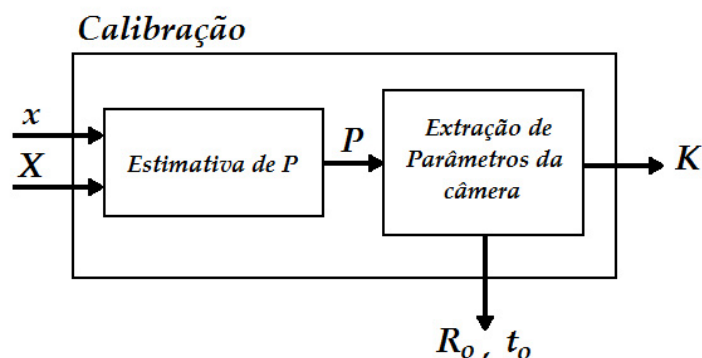 Calibração
x
X
Estimativa de P
P
Extração de
Parâmetros da
câmera
K
Rₒ, tₒ